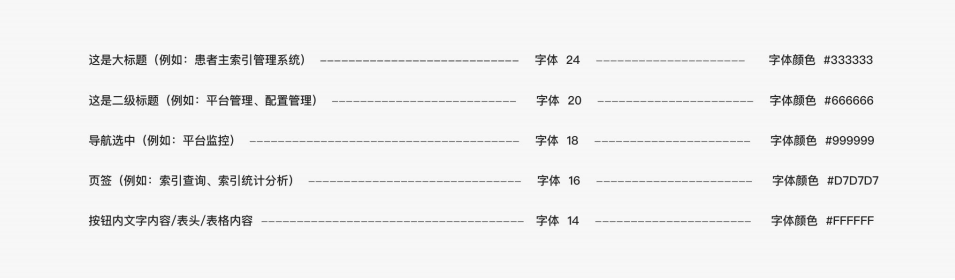 这是大标题（例如：患者主索引管理系统） ---------------------------- 字体 24 --------------------- 字体颜色 #333333
这是二级标题（例如：平台管理、配置管理） -------------------------- 字体 20 ---------------------- 字体颜色 #666666
导航选中（例如：平台监控） -------------------------------------- 字体 18 ---------------------- 字体颜色 #999999
页签（例如：索引查询、索引统计分析） ------------------------------ 字体 16 ---------------------- 字体颜色 #D7D7D7
按钮内文字内容/表头/表格内容 ------------------------------------- 字体 14 ---------------------- 字体颜色 #FFFFFF